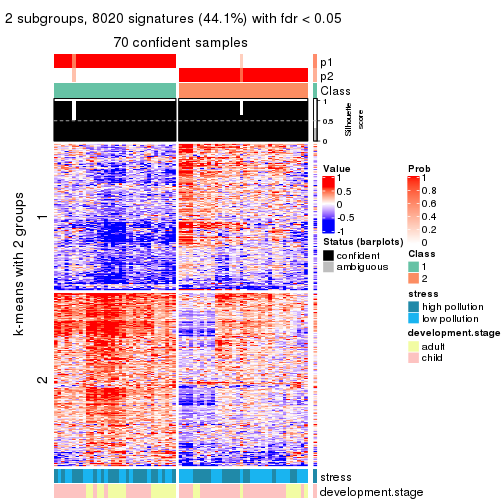 2 subgroups, 8020 signatures (44.1%) with fdr < 0.05
70 confident samples
p1
p2
Class
1
0.5
0
Silhouette
score
k-means with 2 groups
1
2
Value
1
0.5
0
-0.5
-1
Status (barplots)
confident
ambiguous
Prob
1
0.8
0.6
0.4
0.2
0
Class
1
2
stress
high pollution
low pollution
development.stage
adult
child
stress
development.stage